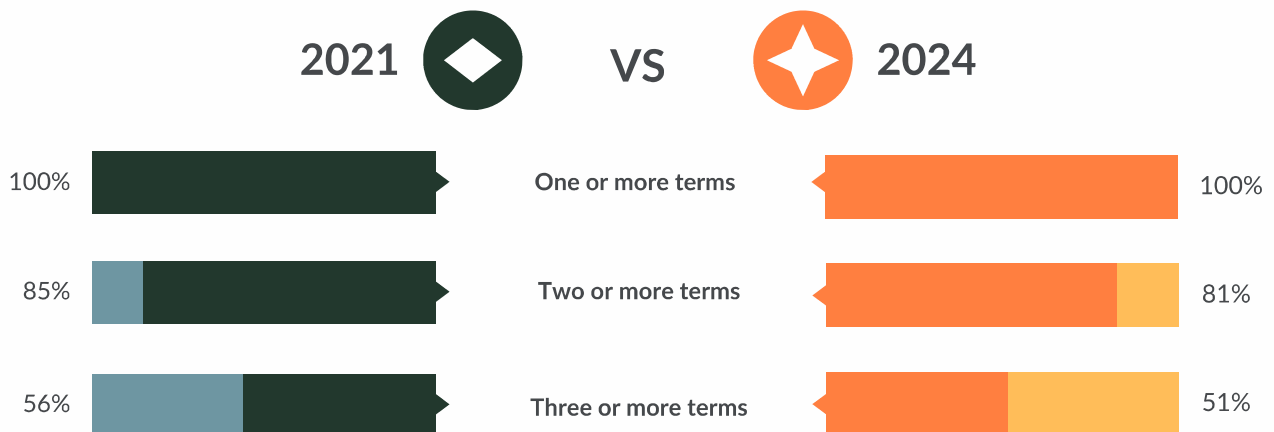 2021 VS 2024
100% One or more terms 100%
85% Two or more terms 81%
56% Three or more terms 51%